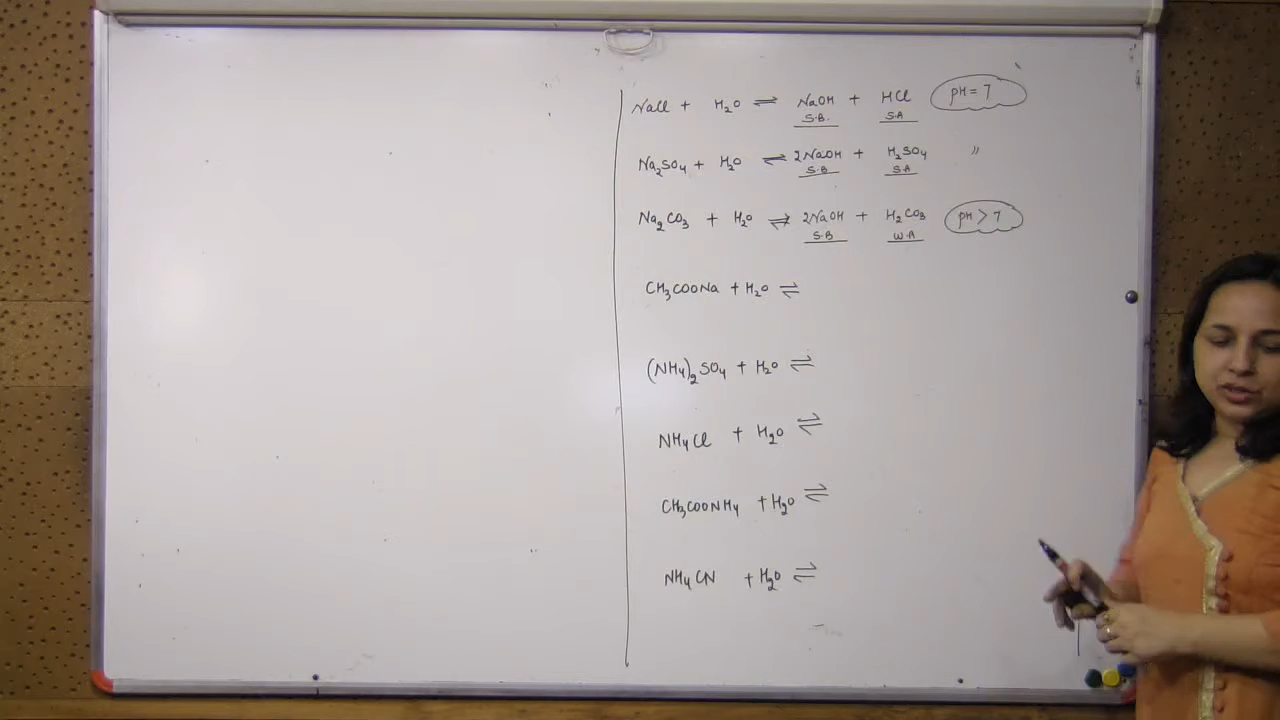 NaCl + H₂O ⇌ NaOH + HCl pH = 7
S.B. S.A
Na₂SO₄ + H₂O ⇌ 2NaOH + H₂SO₄ "
S.B S.A
Na₂CO₃ + H₂O ⇌ 2NaOH + H₂CO₃ pH > 7
S.B W.A
CH₃COONa + H₂O ⇌
(NH₄)₂SO₄ + H₂O ⇌
NH₄Cl + H₂O ⇌
CH₃COONH₄ + H₂O ⇌
NH₄CN + H₂O ⇌